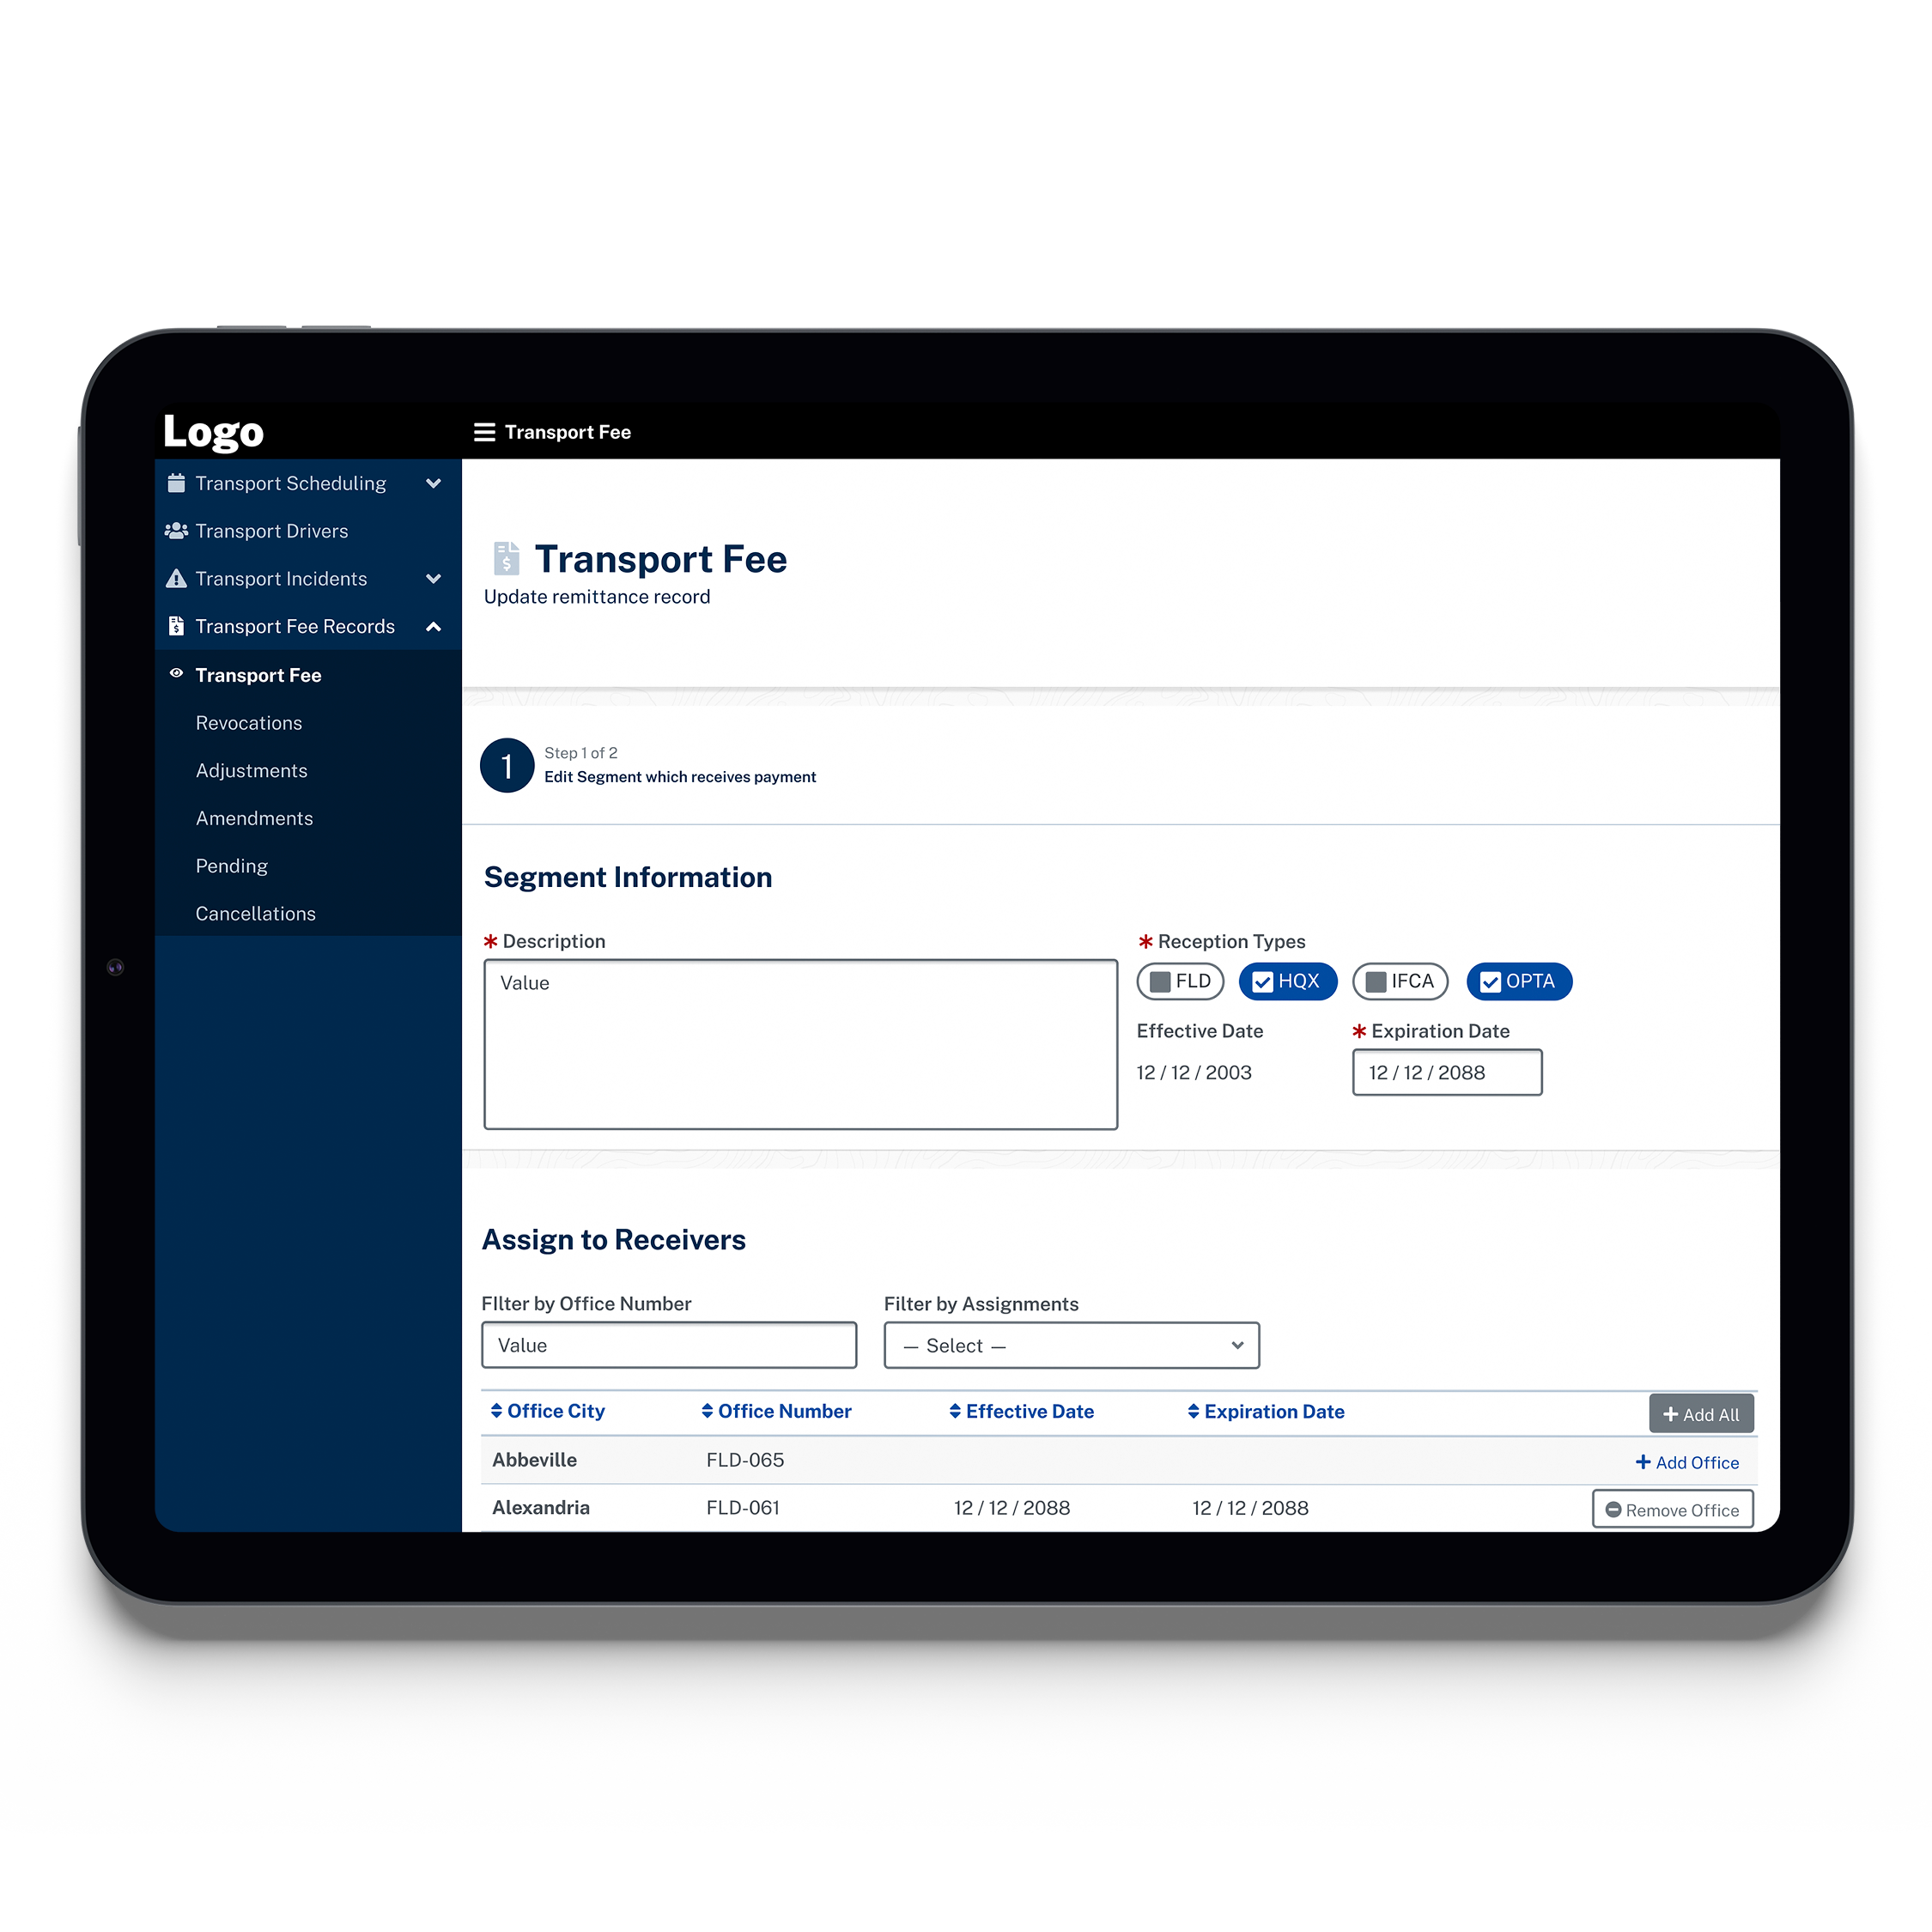 Logo
Transport Fee
Transport Scheduling
Transport Drivers
Transport Incidents
Transport Fee Records
Transport Fee
Revocations
Adjustments
Amendments
Pending
Cancellations
Transport Fee
Update remittance record
1
Step 1 of 2
Edit Segment which receives payment
Segment Information
* Description
Value
* Reception Types
FLD HQX IFCA OPTA
Effective Date * Expiration Date
12 / 12 / 2003 12 / 12 / 2088
Assign to Receivers
FIlter by Office Number Filter by Assignments
Value — Select —
Office City Office Number Effective Date Expiration Date + Add All
Abbeville FLD-065 + Add Office
Alexandria FLD-061 12 / 12 / 2088 12 / 12 / 2088 Remove Office